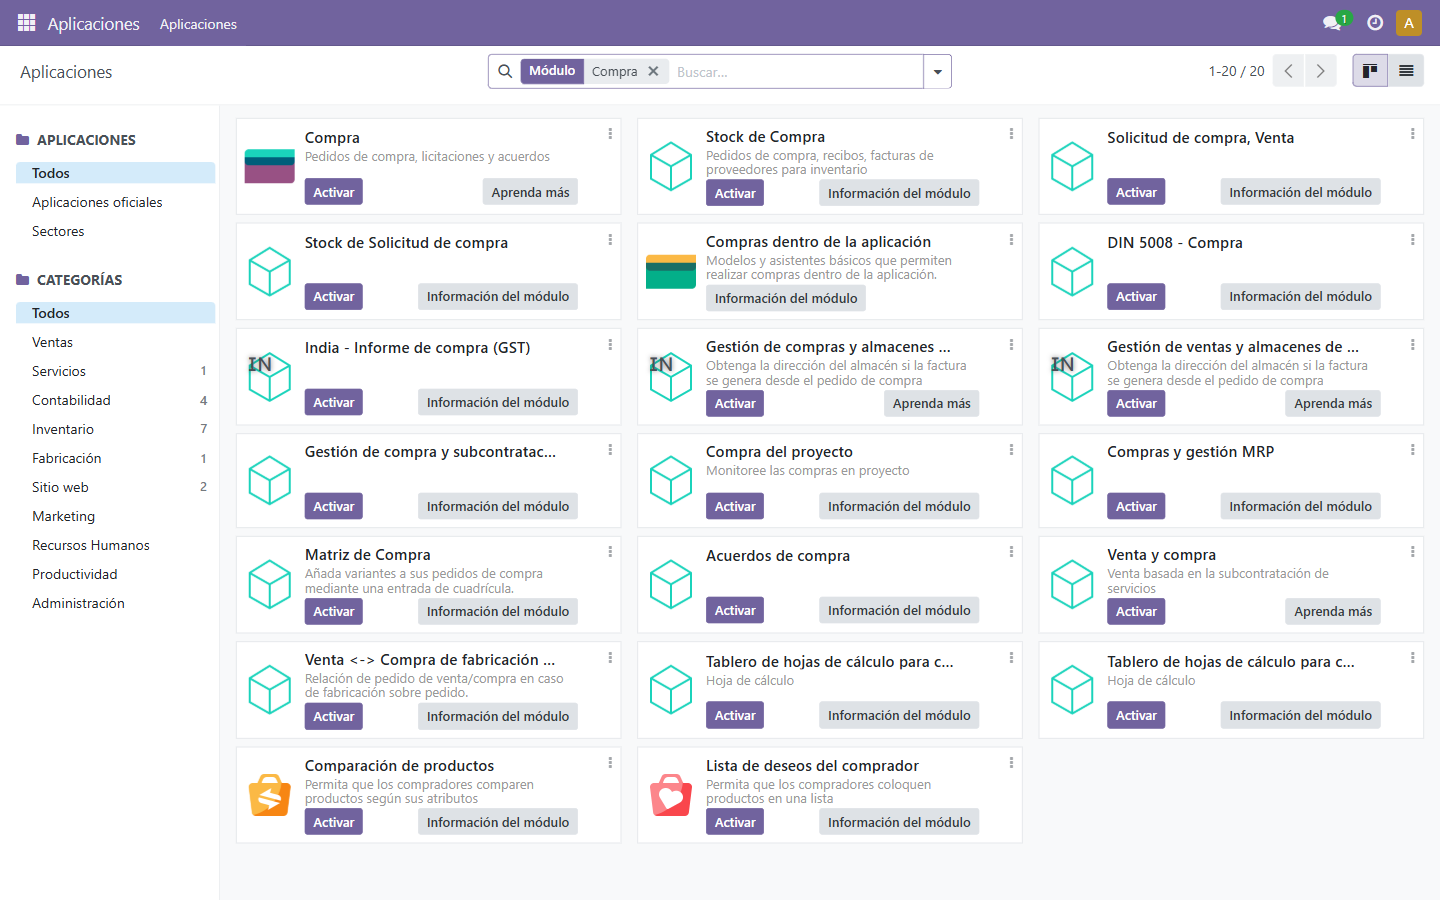 Aplicaciones
Aplicaciones
1
A
Aplicaciones
Módulo
Compra
Buscar...
1-20 / 20
APLICACIONES
Todos
Aplicaciones oficiales
Sectores
CATEGORÍAS
Todos
Ventas
Servicios 1
Contabilidad 4
Inventario 7
Fabricación 1
Sitio web 2
Marketing
Recursos Humanos
Productividad
Administración
Compra
Pedidos de compra, licitaciones y acuerdos
Activar
Aprenda más
Stock de Compra
Pedidos de compra, recibos, facturas de
proveedores para inventario
Activar
Información del módulo
Solicitud de compra, Venta
Activar
Información del módulo
Stock de Solicitud de compra
Activar
Información del módulo
Compras dentro de la aplicación
Modelos y asistentes básicos que permiten
realizar compras dentro de la aplicación.
Información del módulo
DIN 5008 - Compra
Activar
Información del módulo
IN
India - Informe de compra (GST)
Activar
Información del módulo
IN
Gestión de compras y almacenes ...
Obtenga la dirección del almacén si la factura
se genera desde el pedido de compra
Activar
Aprenda más
IN
Gestión de ventas y almacenes de ...
Obtenga la dirección del almacén si la factura
se genera desde el pedido de compra
Activar
Aprenda más
Gestión de compra y subcontratac...
Activar
Información del módulo
Compra del proyecto
Monitoree las compras en proyecto
Activar
Información del módulo
Compras y gestión MRP
Activar
Información del módulo
Matriz de Compra
Añada variantes a sus pedidos de compra
mediante una entrada de cuadrícula.
Activar
Información del módulo
Acuerdos de compra
Activar
Información del módulo
Venta y compra
Venta basada en la subcontratación de
servicios
Activar
Aprenda más
Venta <-> Compra de fabricación ...
Relación de pedido de venta/compra en caso
de fabricación sobre pedido.
Activar
Información del módulo
Tablero de hojas de cálculo para c...
Hoja de cálculo
Activar
Información del módulo
Tablero de hojas de cálculo para c...
Hoja de cálculo
Activar
Información del módulo
Comparación de productos
Permita que los compradores comparen
productos según sus atributos
Activar
Información del módulo
Lista de deseos del comprador
Permita que los compradores coloquen
productos en una lista
Activar
Información del módulo